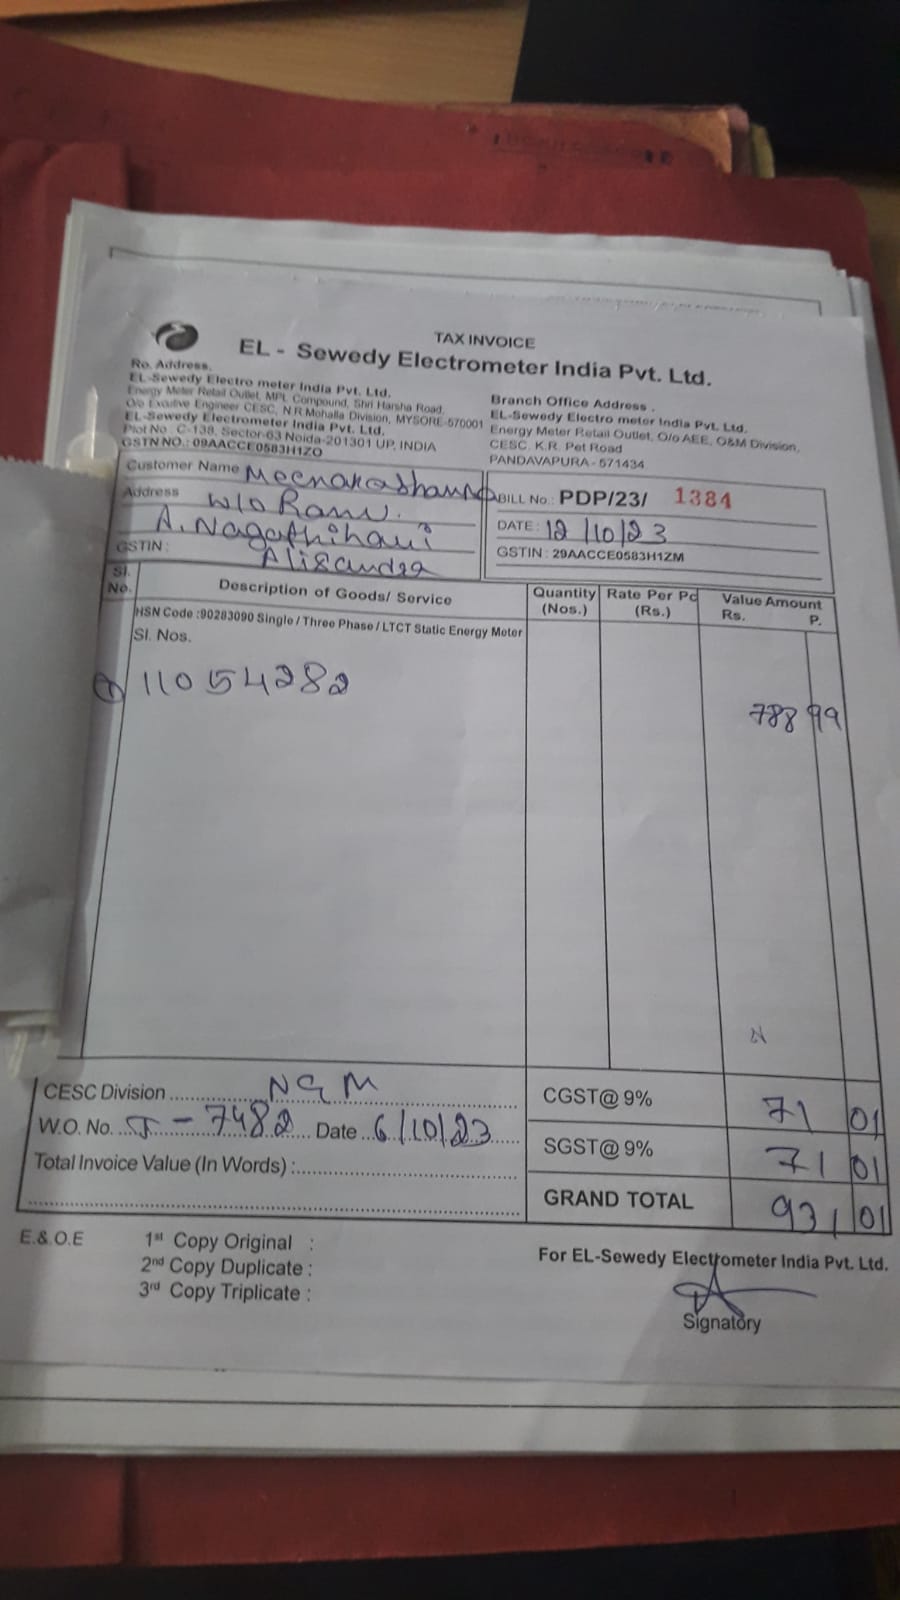 TAX INVOICE
EL - Sewedy Electrometer India Pvt. Ltd.
Ro. Address.
EL-Sewedy Electro meter India Pvt. Ltd.
Energy Meter Retail Outlet, MPL Compound, Shri Harsha Road,
O/o Excutive Engineer CESC, N.R Mohalla Division, MYSORE-570001
EL-Sewedy Electrometer India Pvt. Ltd.
Plot No : C-138, Sector-63 Noida-201301 UP, INDIA
GSTN NO.: 09AACCE0583H1ZO
Branch Office Address .
EL-Sewedy Electro meter India Pvt. Ltd.
Energy Meter Retail Outlet, O/o AEE, O&M Division,
CESC. K.R. Pet Road
PANDAVAPURA - 571434
Customer Name
Address W/o Ramu.
A. Nagathihalli
GSTIN :
BILL No.: PDP/23/ 1384
DATE : 12/10/23
GSTIN : 29AACCE0583H1ZM
Sl. No. Description of Goods/ Service Quantity (Nos.) Rate Per Pc (Rs.) Value Amount Rs. P.
HSN Code :90283090 Single / Three Phase / LTCT Static Energy Meter
Sl. Nos.
① 11054282 788 99
CESC Division NGM
W.O. No. J-7482 Date 6/10/23
Total Invoice Value (In Words) :
CGST@ 9% 71 01
SGST@ 9% 71 01
GRAND TOTAL 931 01
E.&.O.E
1st Copy Original :
2nd Copy Duplicate :
3rd Copy Triplicate :
For EL-Sewedy Electrometer India Pvt. Ltd.
Signatory